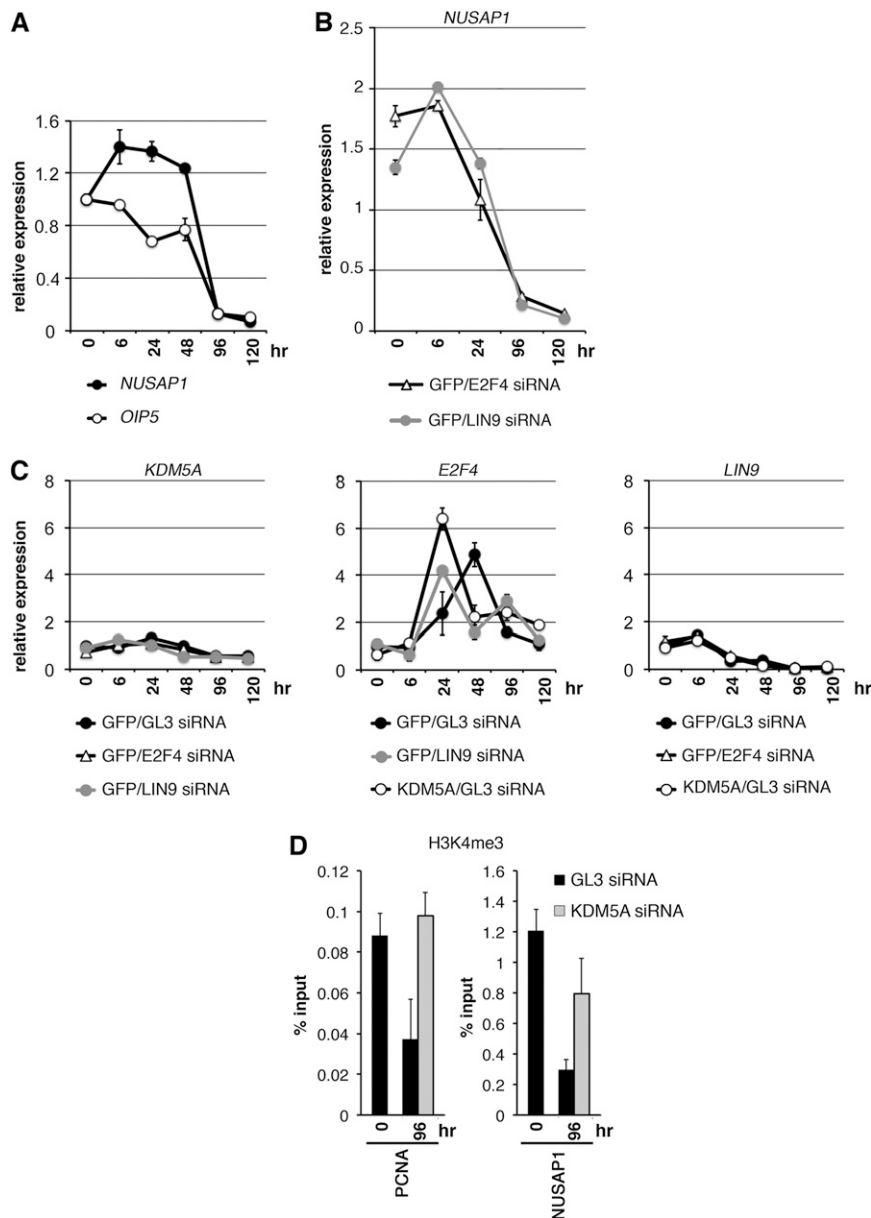 A
relative expression
1.6
1.2
0.8
0.4
0
0 6 24 48 96 120 hr
NUSAP1
OIP5
B
NUSAP1
relative expression
2.5
2
1.5
1
0.5
0
0 6 24 96 120 hr
GFP/E2F4 siRNA
GFP/LIN9 siRNA
C
KDM5A
relative expression
8
6
4
2
0
0 6 24 48 96 120 hr
GFP/GL3 siRNA
GFP/E2F4 siRNA
GFP/LIN9 siRNA
E2F4
8
6
4
2
0
0 6 24 48 96 120 hr
GFP/GL3 siRNA
GFP/LIN9 siRNA
KDM5A/GL3 siRNA
LIN9
8
6
4
2
0
0 6 24 48 96 120 hr
GFP/GL3 siRNA
GFP/E2F4 siRNA
KDM5A/GL3 siRNA
D
H3K4me3
% input
0.12
0.1
0.08
0.06
0.04
0.02
0
0 96 hr
PCNA
% input
1.6
1.4
1.2
1
0.8
0.6
0.4
0.2
0
0 96 hr
NUSAP1
GL3 siRNA
KDM5A siRNA